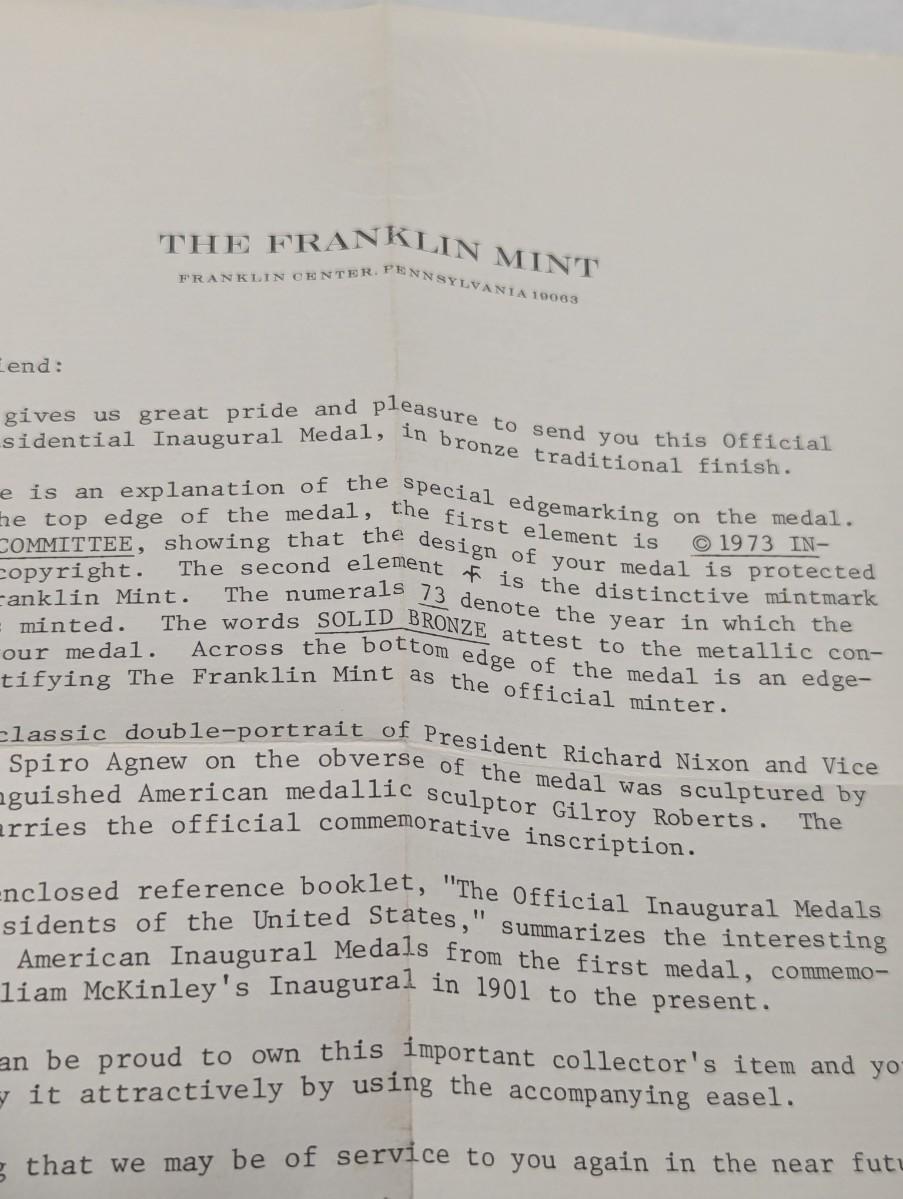 THE FRANKLIN MINT
FRANKLIN CENTER, PENNSYLVANIA 19063
iend:
gives us great pride and pleasure to send you this Official
sidential Inaugural Medal, in bronze traditional finish.
e is an explanation of the special edgemarking on the medal.
he top edge of the medal, the first element is © 1973 IN-
COMMITTEE, showing that the design of your medal is protected
copyright. The second element is the distinctive mintmark
ranklin Mint. The numerals 73 denote the year in which the
minted. The words SOLID BRONZE attest to the metallic con-
our medal. Across the bottom edge of the medal is an edge-
tifying The Franklin Mint as the official minter.
classic double-portrait of President Richard Nixon and Vice
Spiro Agnew on the obverse of the medal was sculptured by
nguished American medallic sculptor Gilroy Roberts. The
arries the official commemorative inscription.
enclosed reference booklet, "The Official Inaugural Medals
sidents of the United States," summarizes the interesting
American Inaugural Medals from the first medal, commemo-
liam McKinley's Inaugural in 1901 to the present.
an be proud to own this important collector's item and yo
y it attractively by using the accompanying easel.
g that we may be of service to you again in the near futu